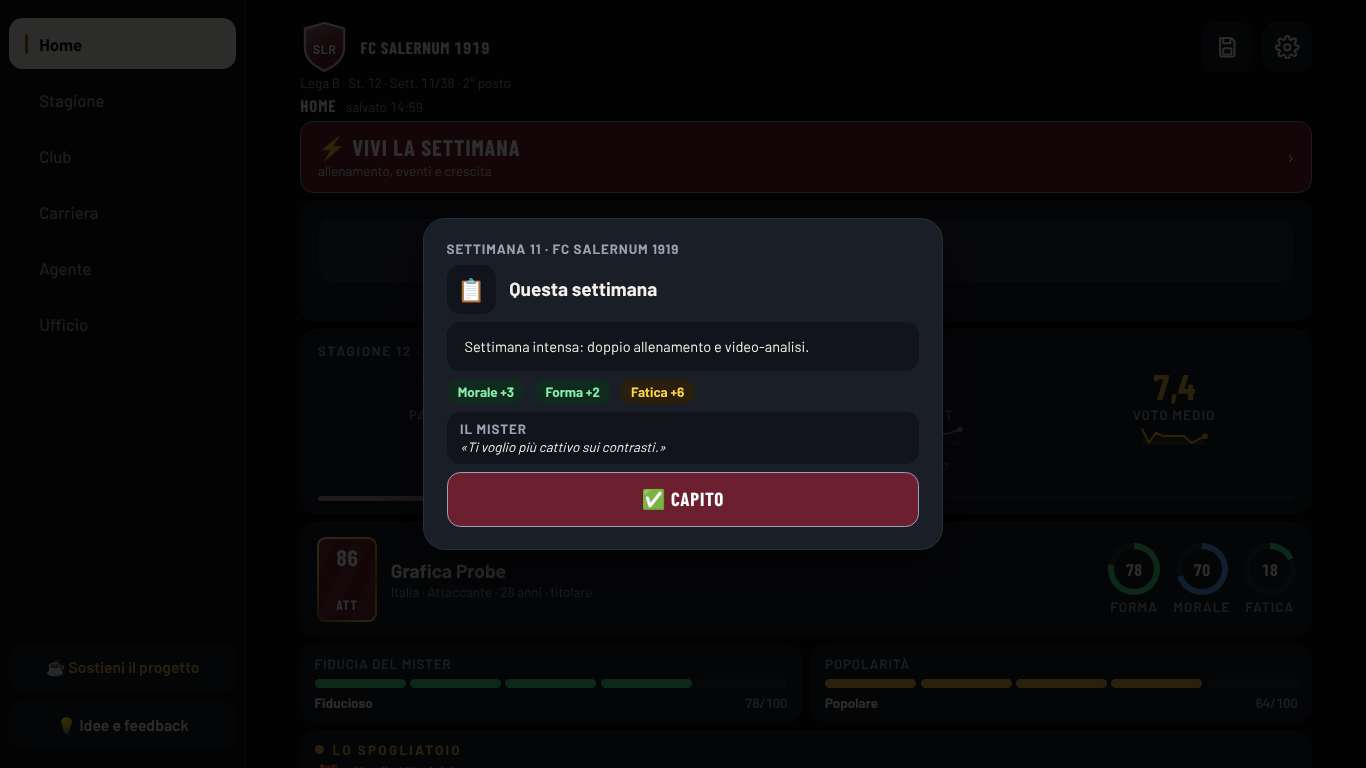 Home
Stagione
Club
Carriera
Agente
Ufficio
☕ Sostieni il progetto
💡 Idee e feedback
SLR
FC SALERNUM 1919
Lega B · St. 12 · Sett. 11/38 · 2° posto
HOME salvato 14:59
⚡ VIVI LA SETTIMANA
allenamento, eventi e crescita
SETTIMANA 11 · FC SALERNUM 1919
📋 Questa settimana
Settimana intensa: doppio allenamento e video-analisi.
Morale +3 Forma +2 Fatica +6
IL MISTER
«Ti voglio più cattivo sui contrasti.»
✅ CAPITO
STAGIONE 12
7,4
VOTO MEDIO
86
ATT
Grafica Probe
Italia · Attaccante · 28 anni · titolare
78 70 18
FORMA MORALE FATICA
FIDUCIA DEL MISTER
Fiducioso 78/100
POPOLARITÀ
Popolare 64/100
LO SPOGLIATOIO